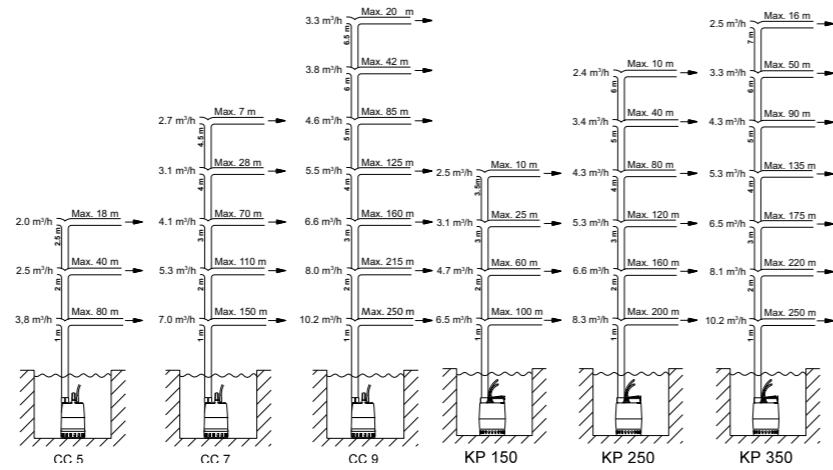 3.3 m³/h Max. 20 m
6.5 m
3.8 m³/h Max. 42 m
6 m
4.6 m³/h Max. 85 m
5 m
5.5 m³/h Max. 125 m
4 m
6.6 m³/h Max. 160 m
3 m
8.0 m³/h Max. 215 m
2 m
10.2 m³/h Max. 250 m
1 m
CC 9
2.0 m³/h Max. 18 m
2.5 m
2.5 m³/h Max. 40 m
2 m
3,8 m³/h Max. 80 m
1 m
CC 5
2.7 m³/h Max. 7 m
4.5 m
3.1 m³/h Max. 28 m
4 m
4.1 m³/h Max. 70 m
3 m
5.3 m³/h Max. 110 m
2 m
7.0 m³/h Max. 150 m
1 m
CC 7
2.5 m³/h Max. 10 m
3.5m
3.1 m³/h Max. 25 m
3 m
4.7 m³/h Max. 60 m
2 m
6.5 m³/h Max. 100 m
1 m
KP 150
2.4 m³/h Max. 10 m
6 m
3.4 m³/h Max. 40 m
5 m
4.3 m³/h Max. 80 m
4 m
5.3 m³/h Max. 120 m
3 m
6.6 m³/h Max. 160 m
2 m
8.3 m³/h Max. 200 m
1 m
KP 250
2.5 m³/h Max. 16 m
7 m
3.3 m³/h Max. 50 m
6 m
4.3 m³/h Max. 90 m
5 m
5.3 m³/h Max. 135 m
4 m
6.5 m³/h Max. 175 m
3 m
8.1 m³/h Max. 220 m
2 m
10.2 m³/h Max. 250 m
1 m
KP 350